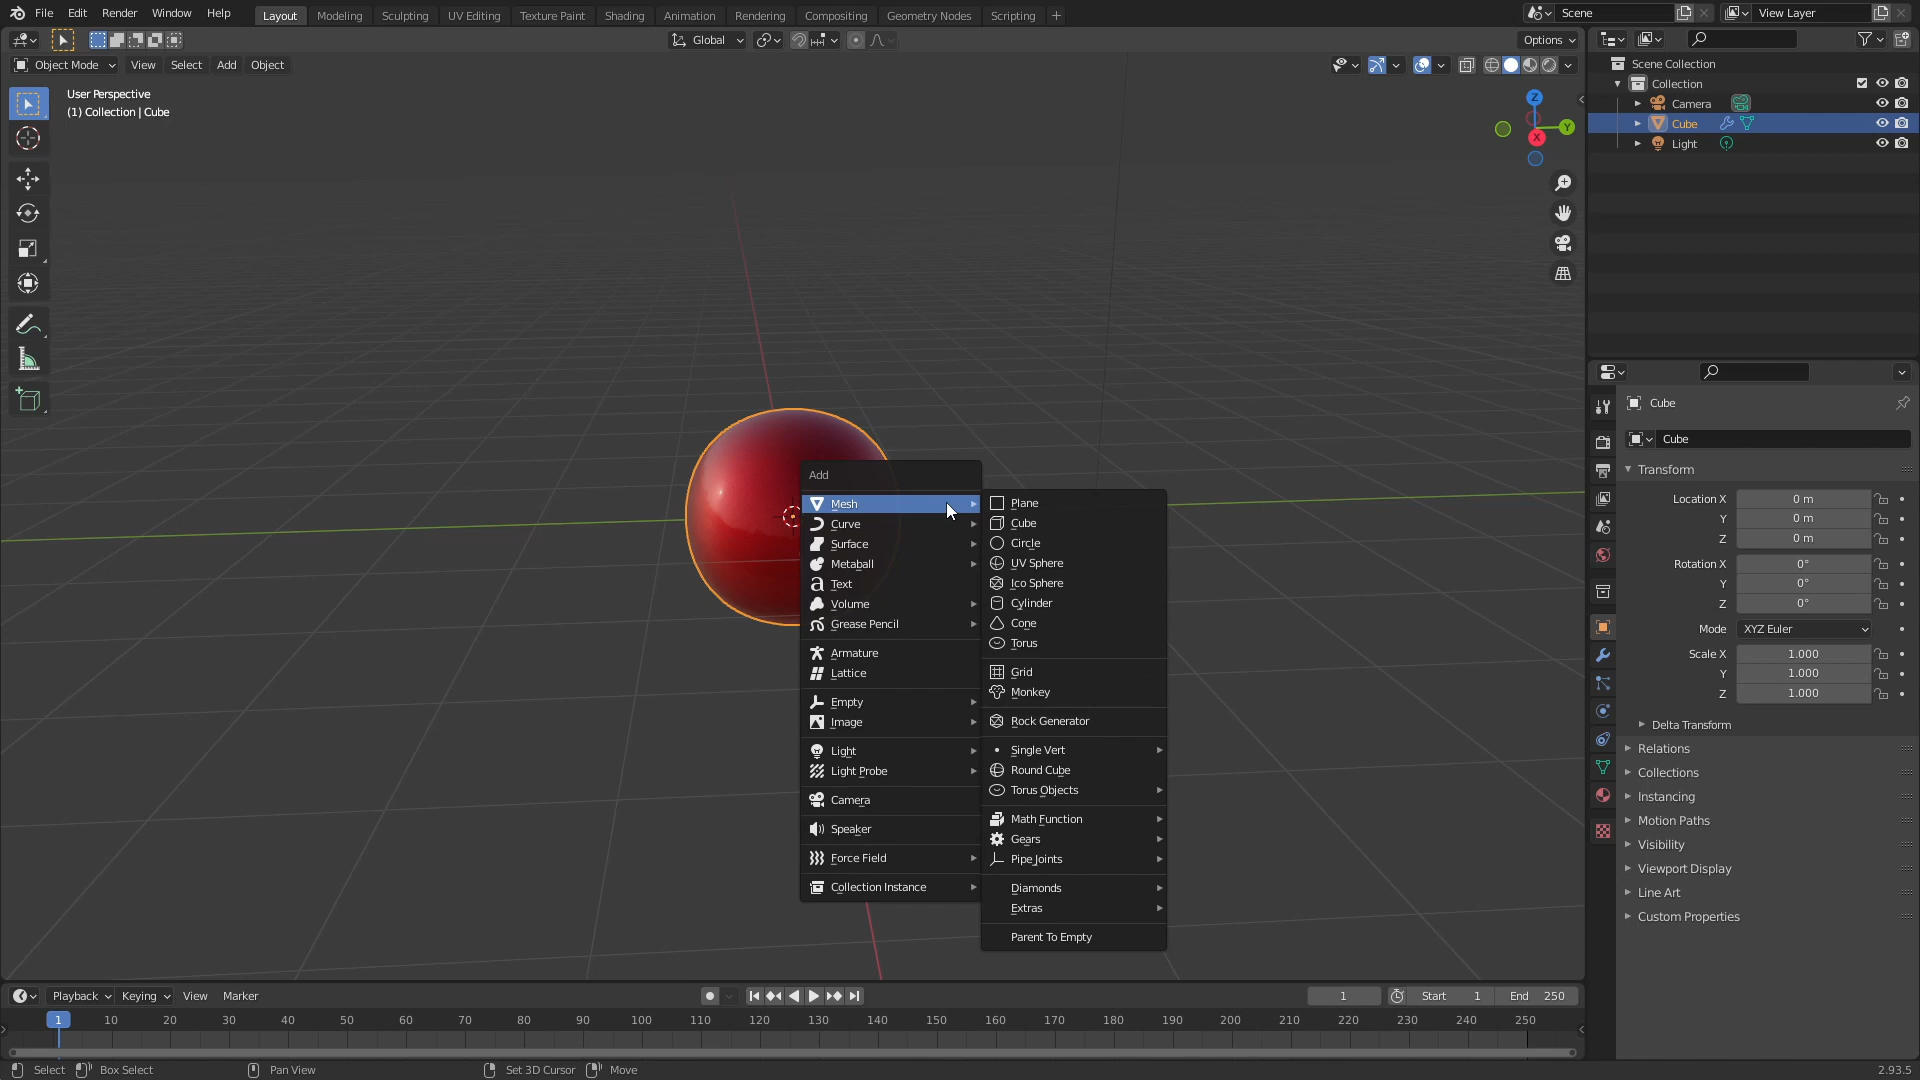 File Edit Render Window Help Layout Modeling Sculpting UV Editing Texture Paint Shading Animation Rendering Compositing Geometry Nodes Scripting + Scene View Layer
Global Options
Object Mode View Select Add Object
User Perspective
(1) Collection | Cube
Z
Y
X
Scene Collection
Collection
Camera
Cube
Light
Add
Mesh
Curve
Surface
Metaball
Text
Volume
Grease Pencil
Armature
Lattice
Empty
Image
Light
Light Probe
Camera
Speaker
Force Field
Collection Instance
Plane
Cube
Circle
UV Sphere
Ico Sphere
Cylinder
Cone
Torus
Grid
Monkey
Rock Generator
Single Vert
Round Cube
Torus Objects
Math Function
Gears
Pipe Joints
Diamonds
Extras
Parent To Empty
Cube
Cube
Transform
Location X 0 m
Y 0 m
Z 0 m
Rotation X 0°
Y 0°
Z 0°
Mode XYZ Euler
Scale X 1.000
Y 1.000
Z 1.000
Delta Transform
Relations
Collections
Instancing
Motion Paths
Visibility
Viewport Display
Line Art
Custom Properties
Playback Keying View Marker 1 Start 1 End 250
1 10 20 30 40 50 60 70 80 90 100 110 120 130 140 150 160 170 180 190 200 210 220 230 240 250
Select Box Select Pan View Set 3D Cursor Move 2.93.5